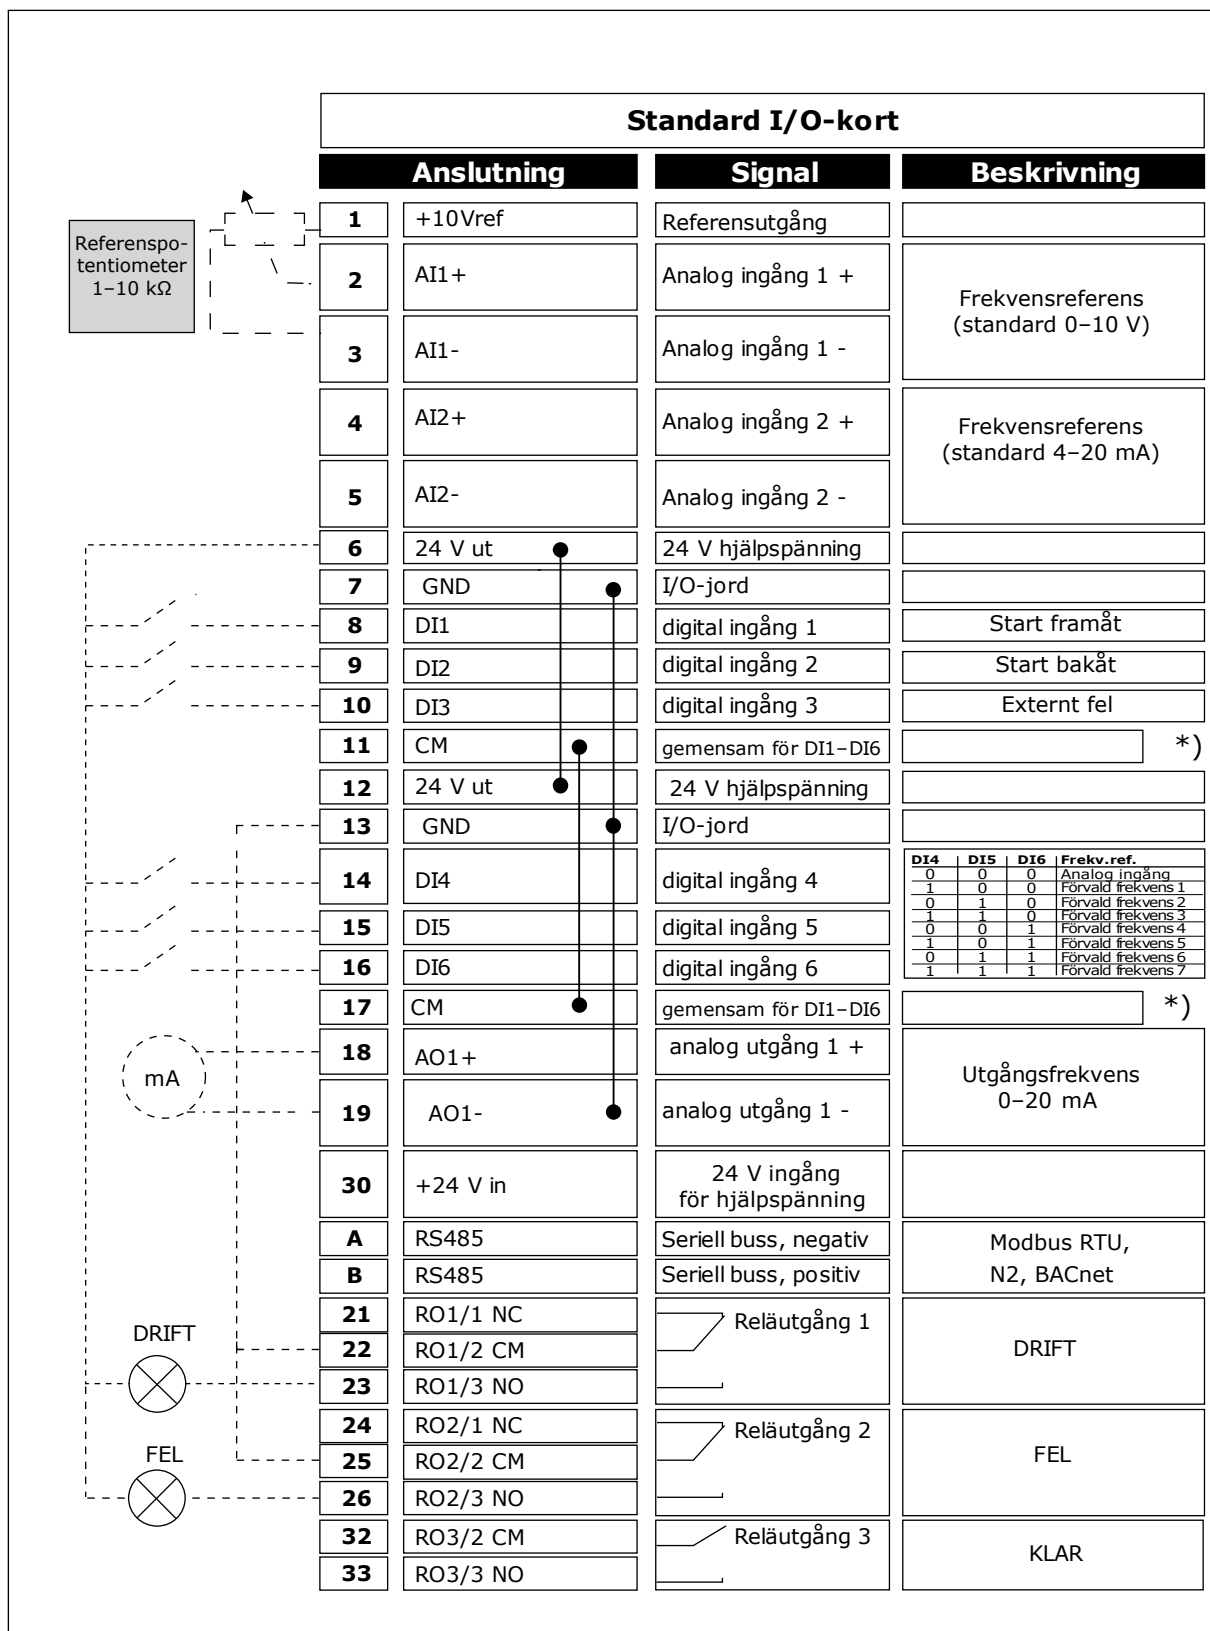 Standard I/O-kort
Anslutning Signal Beskrivning
Referenspo-
tentiometer
1–10 kΩ
1 +10Vref Referensutgång
2 AI1+ Analog ingång 1 +
3 AI1- Analog ingång 1 -
Frekvensreferens
(standard 0–10 V)
4 AI2+ Analog ingång 2 +
5 AI2- Analog ingång 2 -
Frekvensreferens
(standard 4–20 mA)
6 24 V ut 24 V hjälpspänning
7 GND I/O-jord
8 DI1 digital ingång 1 Start framåt
9 DI2 digital ingång 2 Start bakåt
10 DI3 digital ingång 3 Externt fel
11 CM gemensam för DI1–DI6 *)
12 24 V ut 24 V hjälpspänning
13 GND I/O-jord
14 DI4 digital ingång 4
15 DI5 digital ingång 5
16 DI6 digital ingång 6
DI4 DI5 DI6 Frekv.ref.
0 0 0 Analog ingång
1 0 0 Förvald frekvens 1
0 1 0 Förvald frekvens 2
1 1 0 Förvald frekvens 3
0 0 1 Förvald frekvens 4
1 0 1 Förvald frekvens 5
0 1 1 Förvald frekvens 6
1 1 1 Förvald frekvens 7
17 CM gemensam för DI1–DI6 *)
mA
18 AO1+ analog utgång 1 +
19 AO1- analog utgång 1 -
Utgångsfrekvens
0–20 mA
30 +24 V in 24 V ingång
för hjälpspänning
A RS485 Seriell buss, negativ
B RS485 Seriell buss, positiv
Modbus RTU,
N2, BACnet
DRIFT
21 RO1/1 NC Reläutgång 1
22 RO1/2 CM DRIFT
23 RO1/3 NO
FEL
24 RO2/1 NC Reläutgång 2
25 RO2/2 CM FEL
26 RO2/3 NO
32 RO3/2 CM Reläutgång 3
33 RO3/3 NO
KLAR